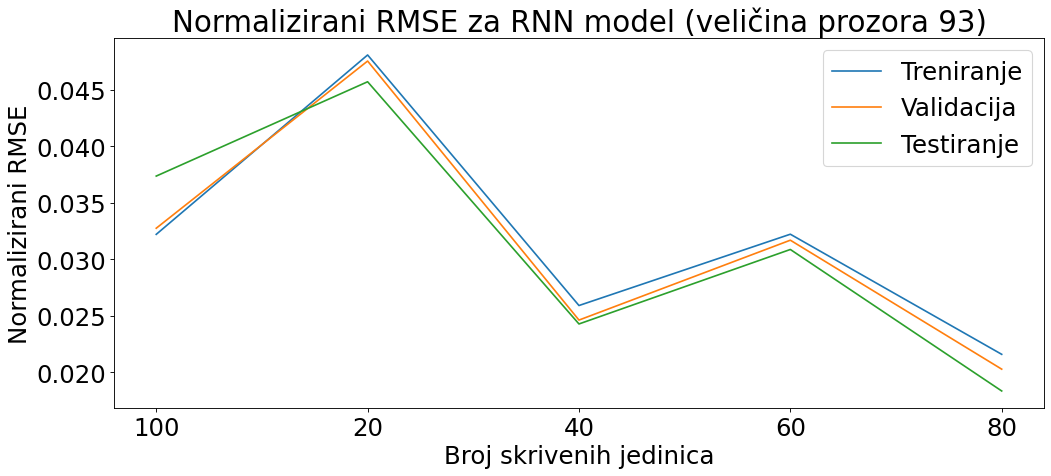 Normalizirani RMSE za RNN model (veličina prozora 93)
Treniranje
Validacija
Testiranje
Normalizirani RMSE
0.045
0.040
0.035
0.030
0.025
0.020
100 20 40 60 80
Broj skrivenih jedinica